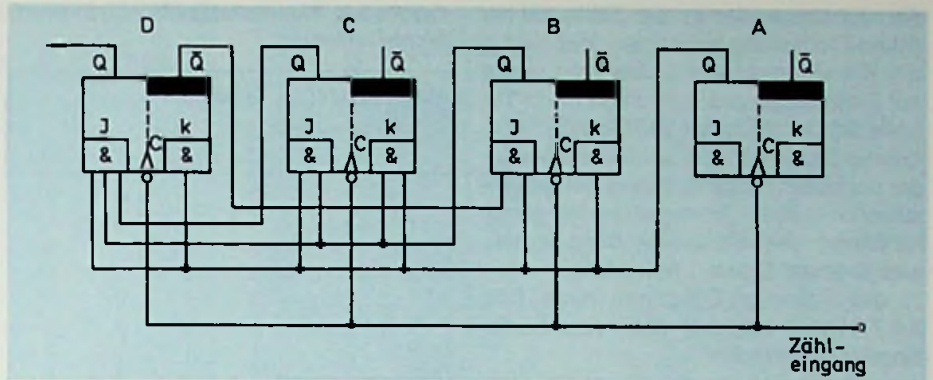 D C B A
Q Q̄ Q Q̄ Q Q̄ Q Q̄
J k J k J k J k
C C C C
& & & & & & & &
Zähl-
eingang